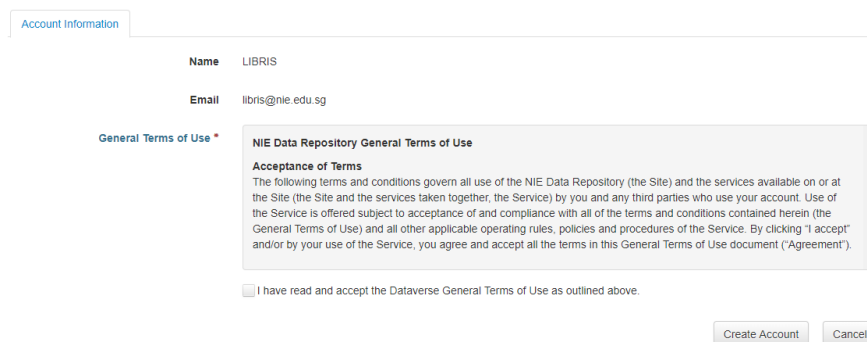 Account Information
Name LIBRIS
Email libris@nie.edu.sg
General Terms of Use *
NIE Data Repository General Terms of Use
Acceptance of Terms
The following terms and conditions govern all use of the NIE Data Repository (the Site) and the services available on or at
the Site (the Site and the services taken together, the Service) by you and any third parties who use your account. Use of
the Service is offered subject to acceptance of and compliance with all of the terms and conditions contained herein (the
General Terms of Use) and all other applicable operating rules, policies and procedures of the Service. By clicking “I accept”
and/or by your use of the Service, you agree and accept all the terms in this General Terms of Use document (“Agreement”).
I have read and accept the Dataverse General Terms of Use as outlined above.
Create Account Cancel